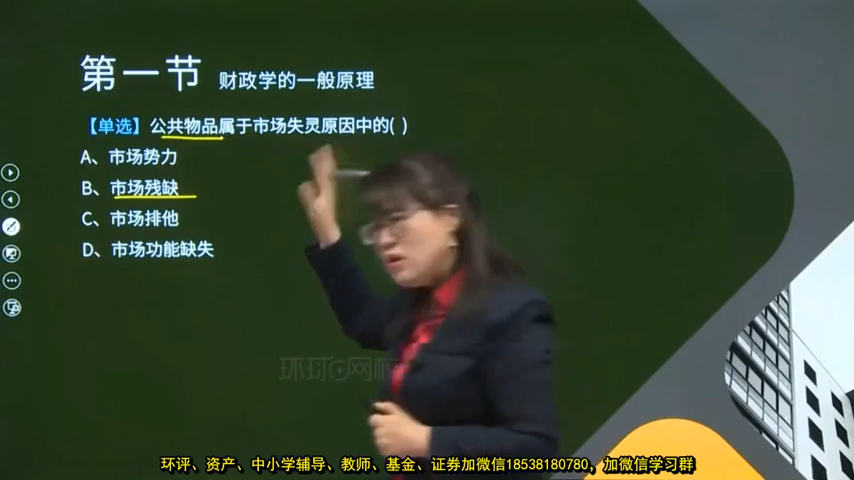 第一节 财政学的一般原理
【单选】公共物品属于市场失灵原因中的( )
A、市场势力
B、市场残缺
C、市场排他
D、市场功能缺失
环球网校
环评、资产、中小学辅导、教师、基金、证券加微信18538180780，加微信学习群